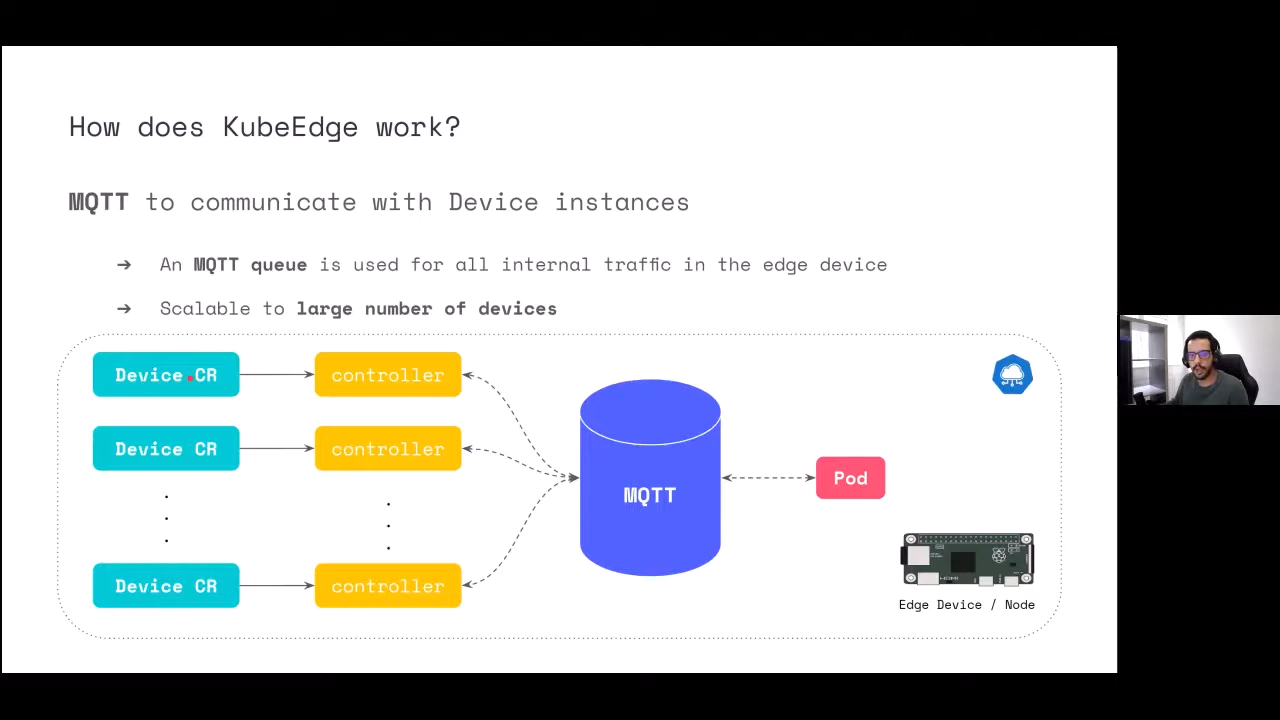 How does KubeEdge work?
MQTT to communicate with Device instances
➔ An MQTT queue is used for all internal traffic in the edge device
➔ Scalable to large number of devices
Device CR
controller
Device CR
controller
MQTT
Pod
Device CR
controller
Edge Device / Node